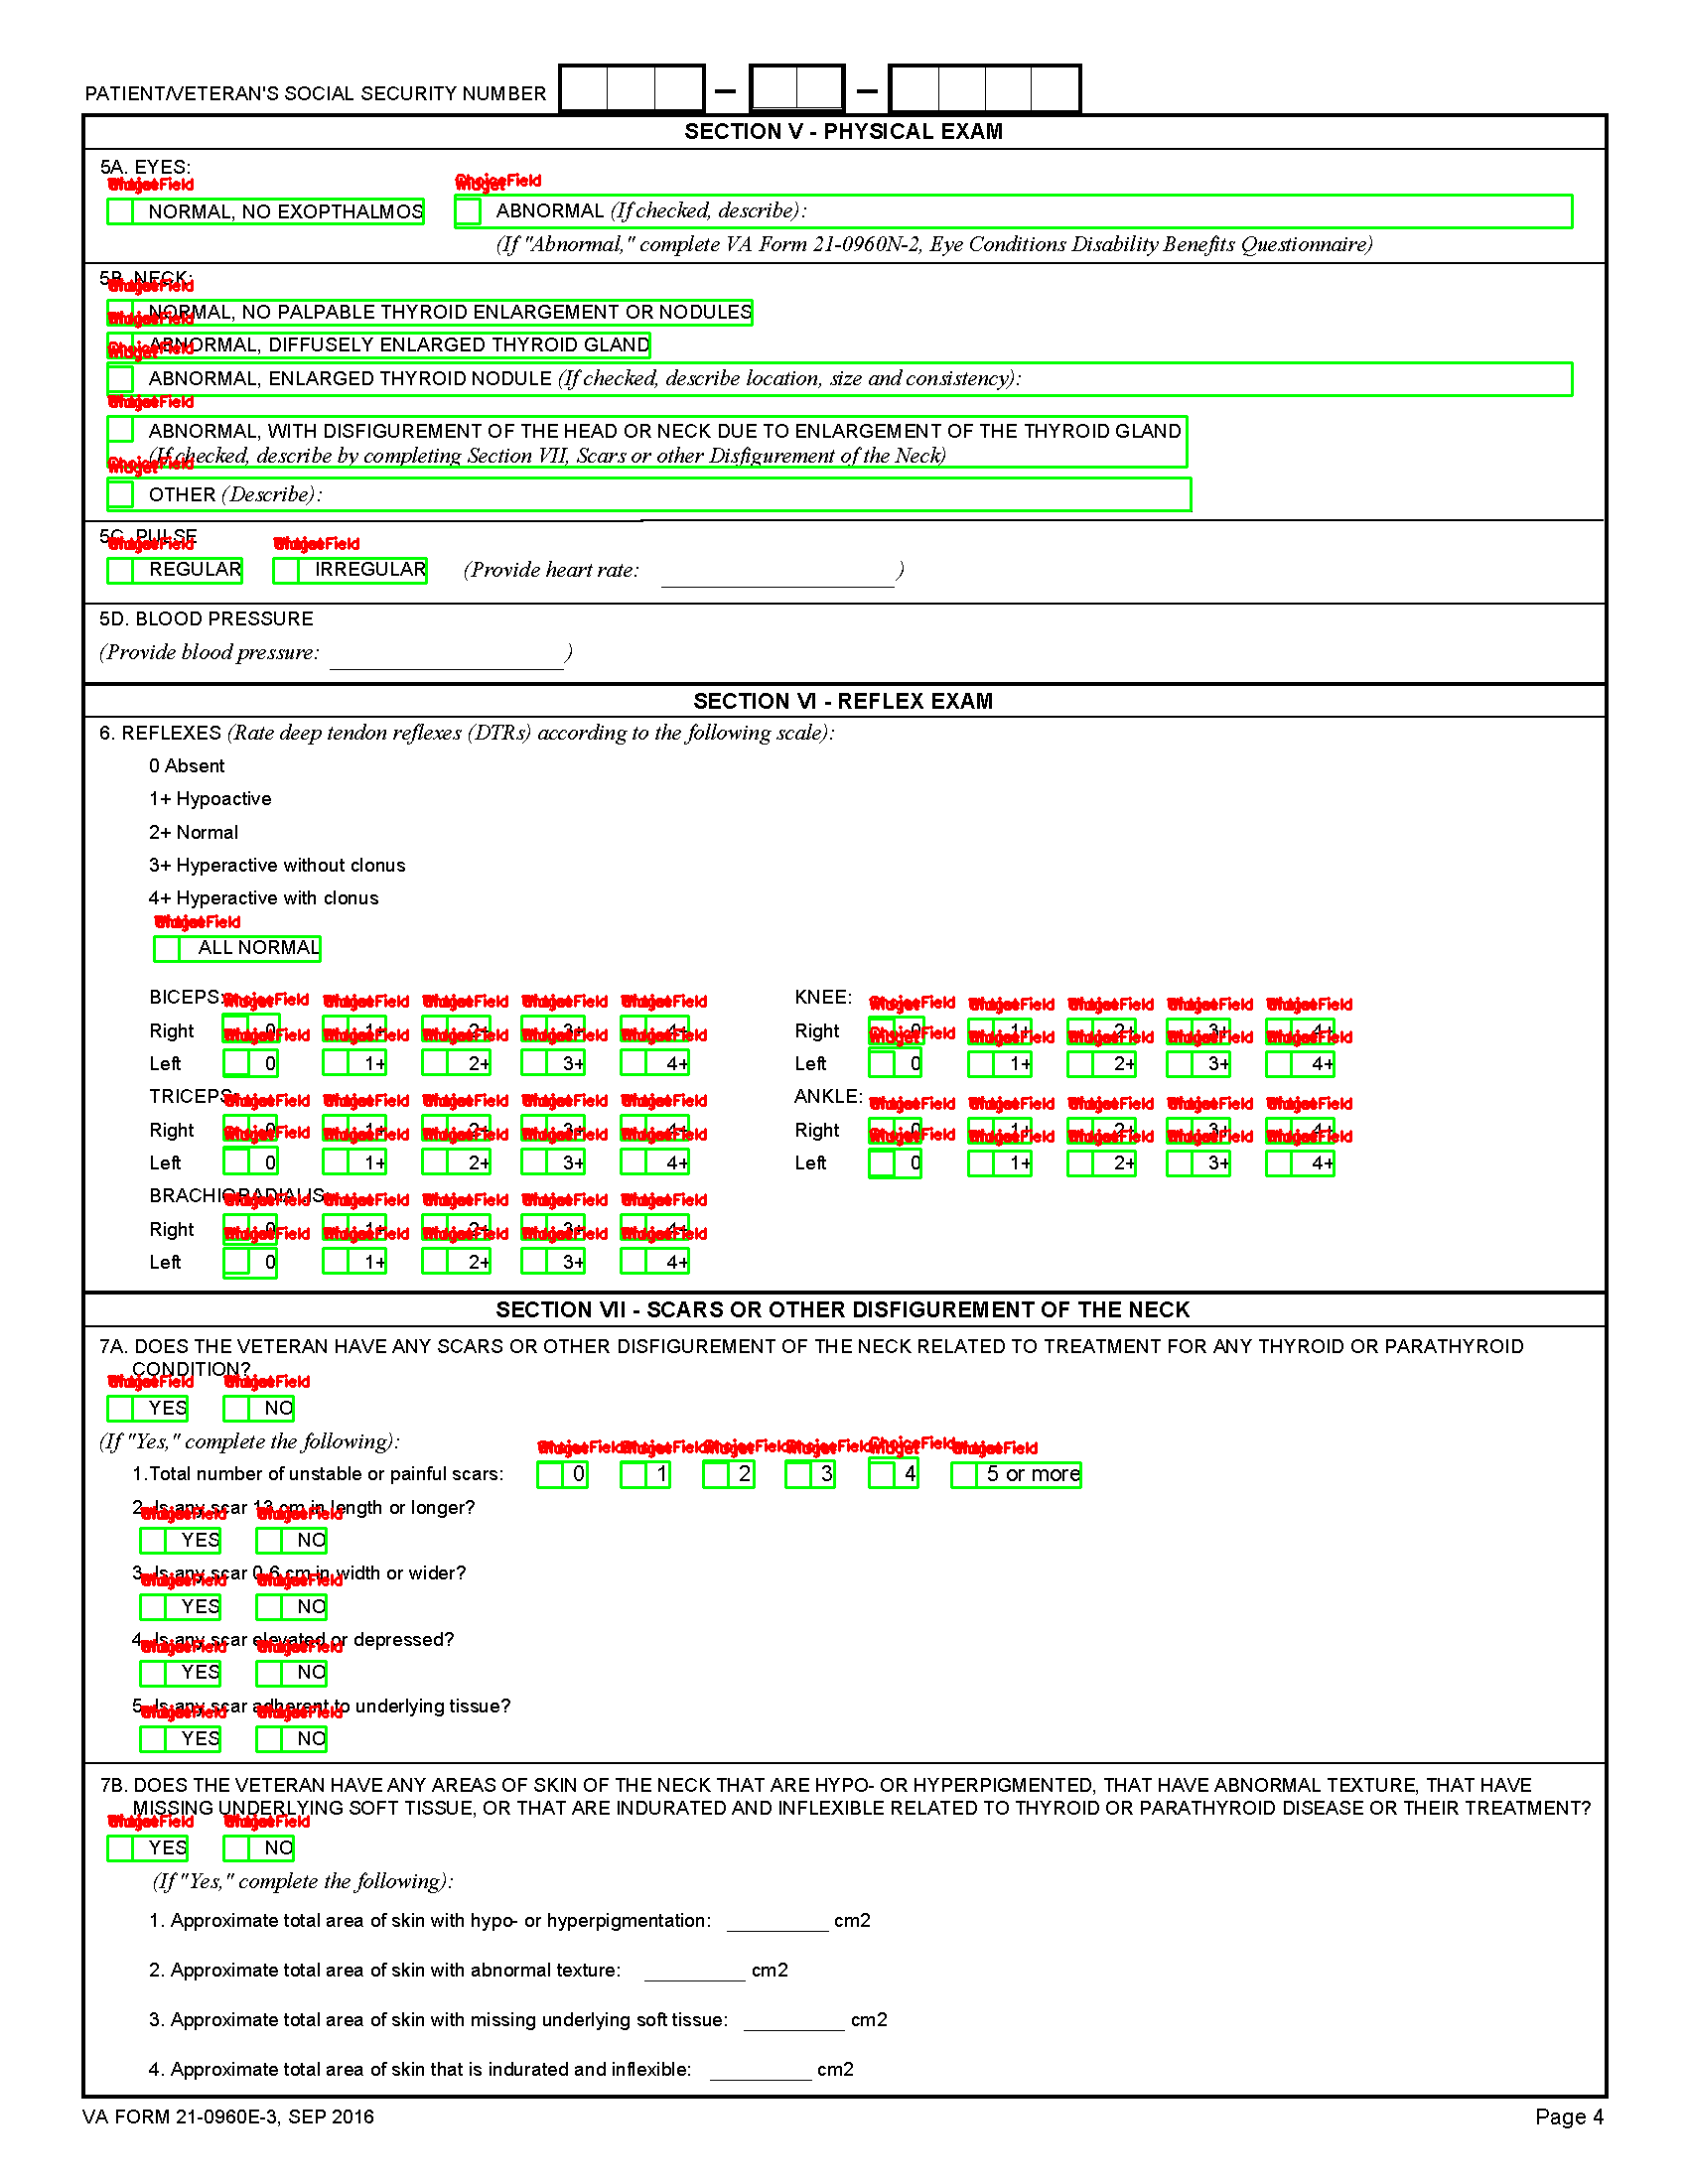 PATIENT/VETERAN'S SOCIAL SECURITY NUMBER
SECTION V - PHYSICAL EXAM
5A. EYES:
ChoiceField
Widget
NORMAL, NO EXOPTHALMOS
ABNORMAL (If checked, describe):
(If "Abnormal," complete VA Form 21-0960N-2, Eye Conditions Disability Benefits Questionnaire)
5B. NECK:
NORMAL, NO PALPABLE THYROID ENLARGEMENT OR NODULES
ABNORMAL, DIFFUSELY ENLARGED THYROID GLAND
ABNORMAL, ENLARGED THYROID NODULE (If checked, describe location, size and consistency):
ABNORMAL, WITH DISFIGUREMENT OF THE HEAD OR NECK DUE TO ENLARGEMENT OF THE THYROID GLAND
(If checked, describe by completing Section VII, Scars or other Disfigurement of the Neck)
OTHER (Describe):
5C. PULSE
REGULAR IRREGULAR (Provide heart rate: )
5D. BLOOD PRESSURE
(Provide blood pressure: )
SECTION VI - REFLEX EXAM
6. REFLEXES (Rate deep tendon reflexes (DTRs) according to the following scale):
0 Absent
1+ Hypoactive
2+ Normal
3+ Hyperactive without clonus
4+ Hyperactive with clonus
ALL NORMAL
BICEPS: KNEE:
Right 0 1+ 2+ 3+ 4+ Right 0 1+ 2+ 3+ 4+
Left 0 1+ 2+ 3+ 4+ Left 0 1+ 2+ 3+ 4+
TRICEPS: ANKLE:
Right 0 1+ 2+ 3+ 4+ Right 0 1+ 2+ 3+ 4+
Left 0 1+ 2+ 3+ 4+ Left 0 1+ 2+ 3+ 4+
BRACHIORADIALIS:
Right 0 1+ 2+ 3+ 4+
Left 0 1+ 2+ 3+ 4+
SECTION VII - SCARS OR OTHER DISFIGUREMENT OF THE NECK
7A. DOES THE VETERAN HAVE ANY SCARS OR OTHER DISFIGUREMENT OF THE NECK RELATED TO TREATMENT FOR ANY THYROID OR PARATHYROID
CONDITION?
YES NO
(If "Yes," complete the following):
1.Total number of unstable or painful scars: 0 1 2 3 4 5 or more
2. Is any scar 13 cm in length or longer?
YES NO
3. Is any scar 0.6 cm in width or wider?
YES NO
4. Is any scar elevated or depressed?
YES NO
5. Is any scar adherent to underlying tissue?
YES NO
7B. DOES THE VETERAN HAVE ANY AREAS OF SKIN OF THE NECK THAT ARE HYPO- OR HYPERPIGMENTED, THAT HAVE ABNORMAL TEXTURE, THAT HAVE
MISSING UNDERLYING SOFT TISSUE, OR THAT ARE INDURATED AND INFLEXIBLE RELATED TO THYROID OR PARATHYROID DISEASE OR THEIR TREATMENT?
YES NO
(If "Yes," complete the following):
1. Approximate total area of skin with hypo- or hyperpigmentation: cm2
2. Approximate total area of skin with abnormal texture: cm2
3. Approximate total area of skin with missing underlying soft tissue: cm2
4. Approximate total area of skin that is indurated and inflexible: cm2
VA FORM 21-0960E-3, SEP 2016 Page 4